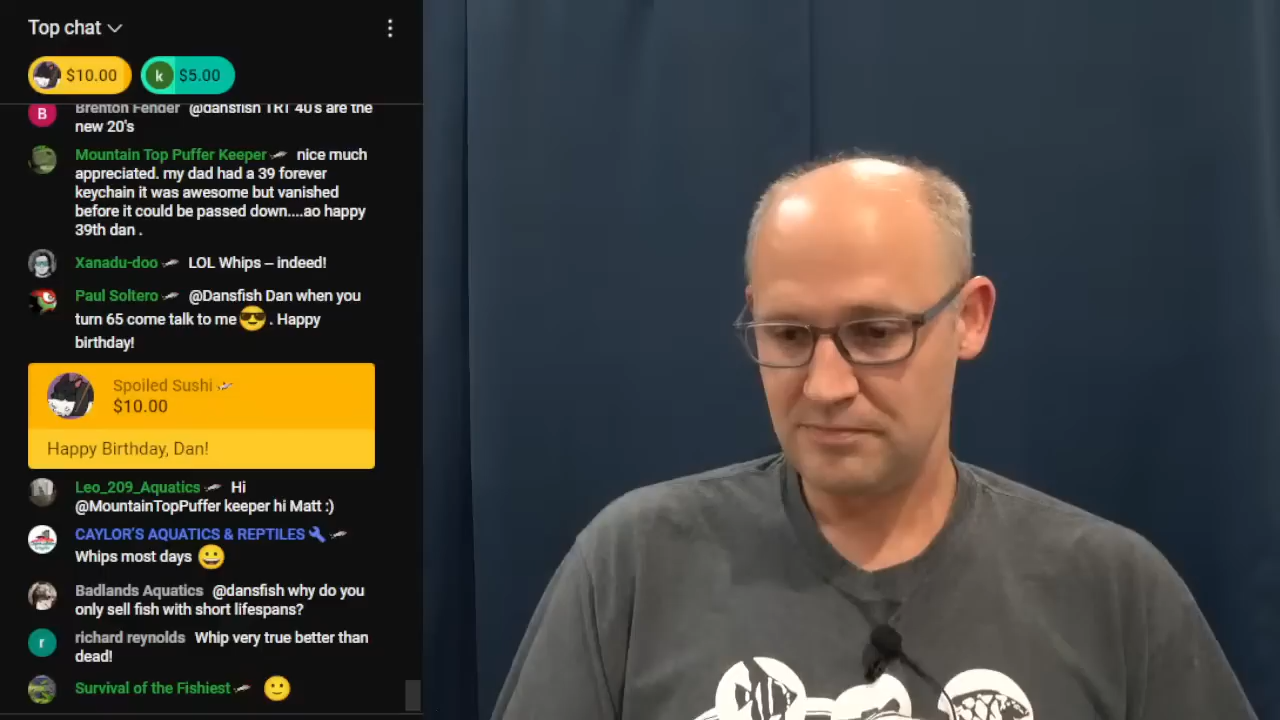 Top chat
$10.00
k $5.00
B Brenton Fender @dansfish TRT 40's are the
new 20's
Mountain Top Puffer Keeper nice much
appreciated. my dad had a 39 forever
keychain it was awesome but vanished
before it could be passed down....ao happy
39th dan .
Xanadu-doo LOL Whips – indeed!
Paul Soltero @Dansfish Dan when you
turn 65 come talk to me😎. Happy
birthday!
Spoiled Sushi
$10.00
Happy Birthday, Dan!
Leo_209_Aquatics Hi
@MountainTopPuffer keeper hi Matt :)
CAYLOR'S AQUATICS & REPTILES
Whips most days 😀
Badlands Aquatics @dansfish why do you
only sell fish with short lifespans?
r richard reynolds Whip very true better than
dead!
Survival of the Fishiest 🙂